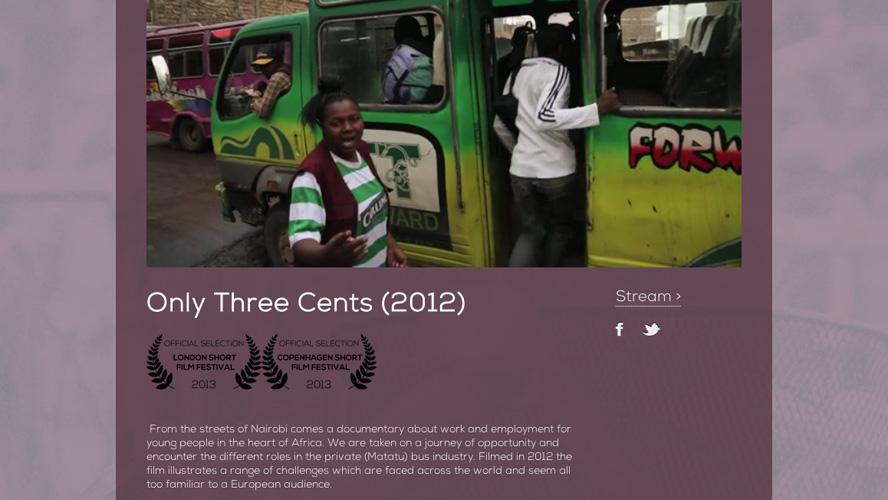 FORW
T
WARD
Only Three Cents (2012)
Stream >
OFFICIAL SELECTION
LONDON SHORT
FILM FESTIVAL
2013
OFFICIAL SELECTION
COPENHAGEN SHORT
FILM FESTIVAL
2013
From the streets of Nairobi comes a documentary about work and employment for
young people in the heart of Africa. We are taken on a journey of opportunity and
encounter the different roles in the private (Matatu) bus industry. Filmed in 2012 the
film illustrates a range of challenges which are faced across the world and seem all
too familiar to a European audience.